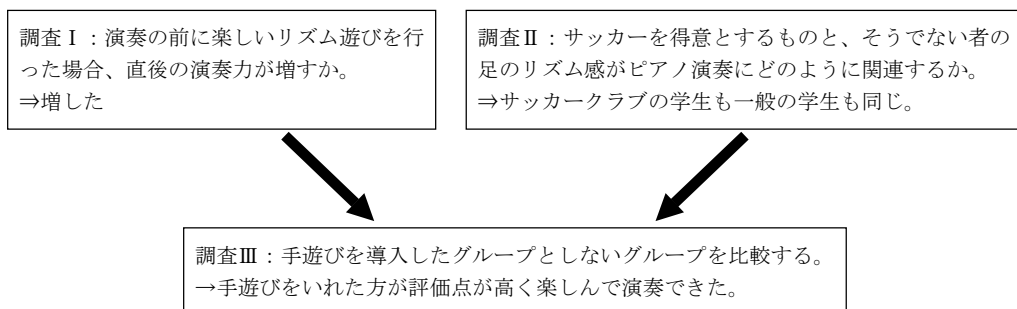 調査Ⅰ：演奏の前に楽しいリズム遊びを行
った場合、直後の演奏力が増すか。
⇒増した
調査Ⅱ：サッカーを得意とするものと、そうでない者の
足のリズム感がピアノ演奏にどのように関連するか。
⇒サッカークラブの学生も一般の学生も同じ。
調査Ⅲ：手遊びを導入したグループとしないグループを比較する。
→手遊びをいれた方が評価点が高く楽しんで演奏できた。